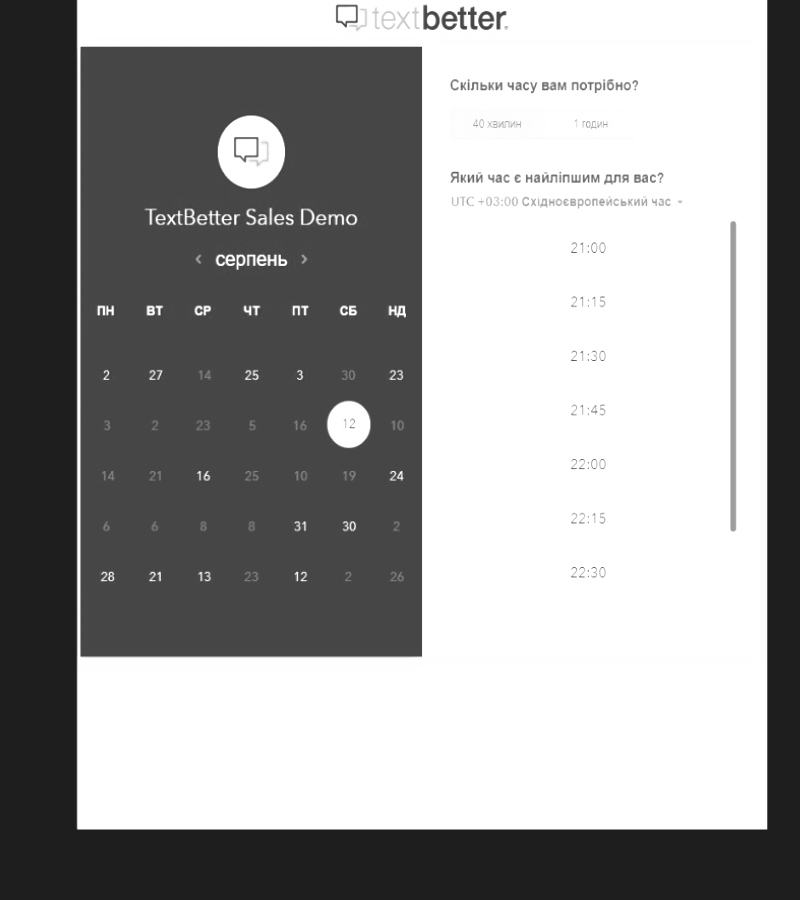 textbetter.
TextBetter Sales Demo
‹ серпень ›
ПН ВТ СР ЧТ ПТ СБ НД
2 27 14 25 3 30 23
3 2 23 5 16 12 10
14 21 16 25 10 19 24
6 6 8 8 31 30 2
28 21 13 23 12 2 26
Скільки часу вам потрібно?
40 хвилин 1 годин
Який час є найліпшим для вас?
UTC +03:00 Східноєвропейський час
21:00
21:15
21:30
21:45
22:00
22:15
22:30